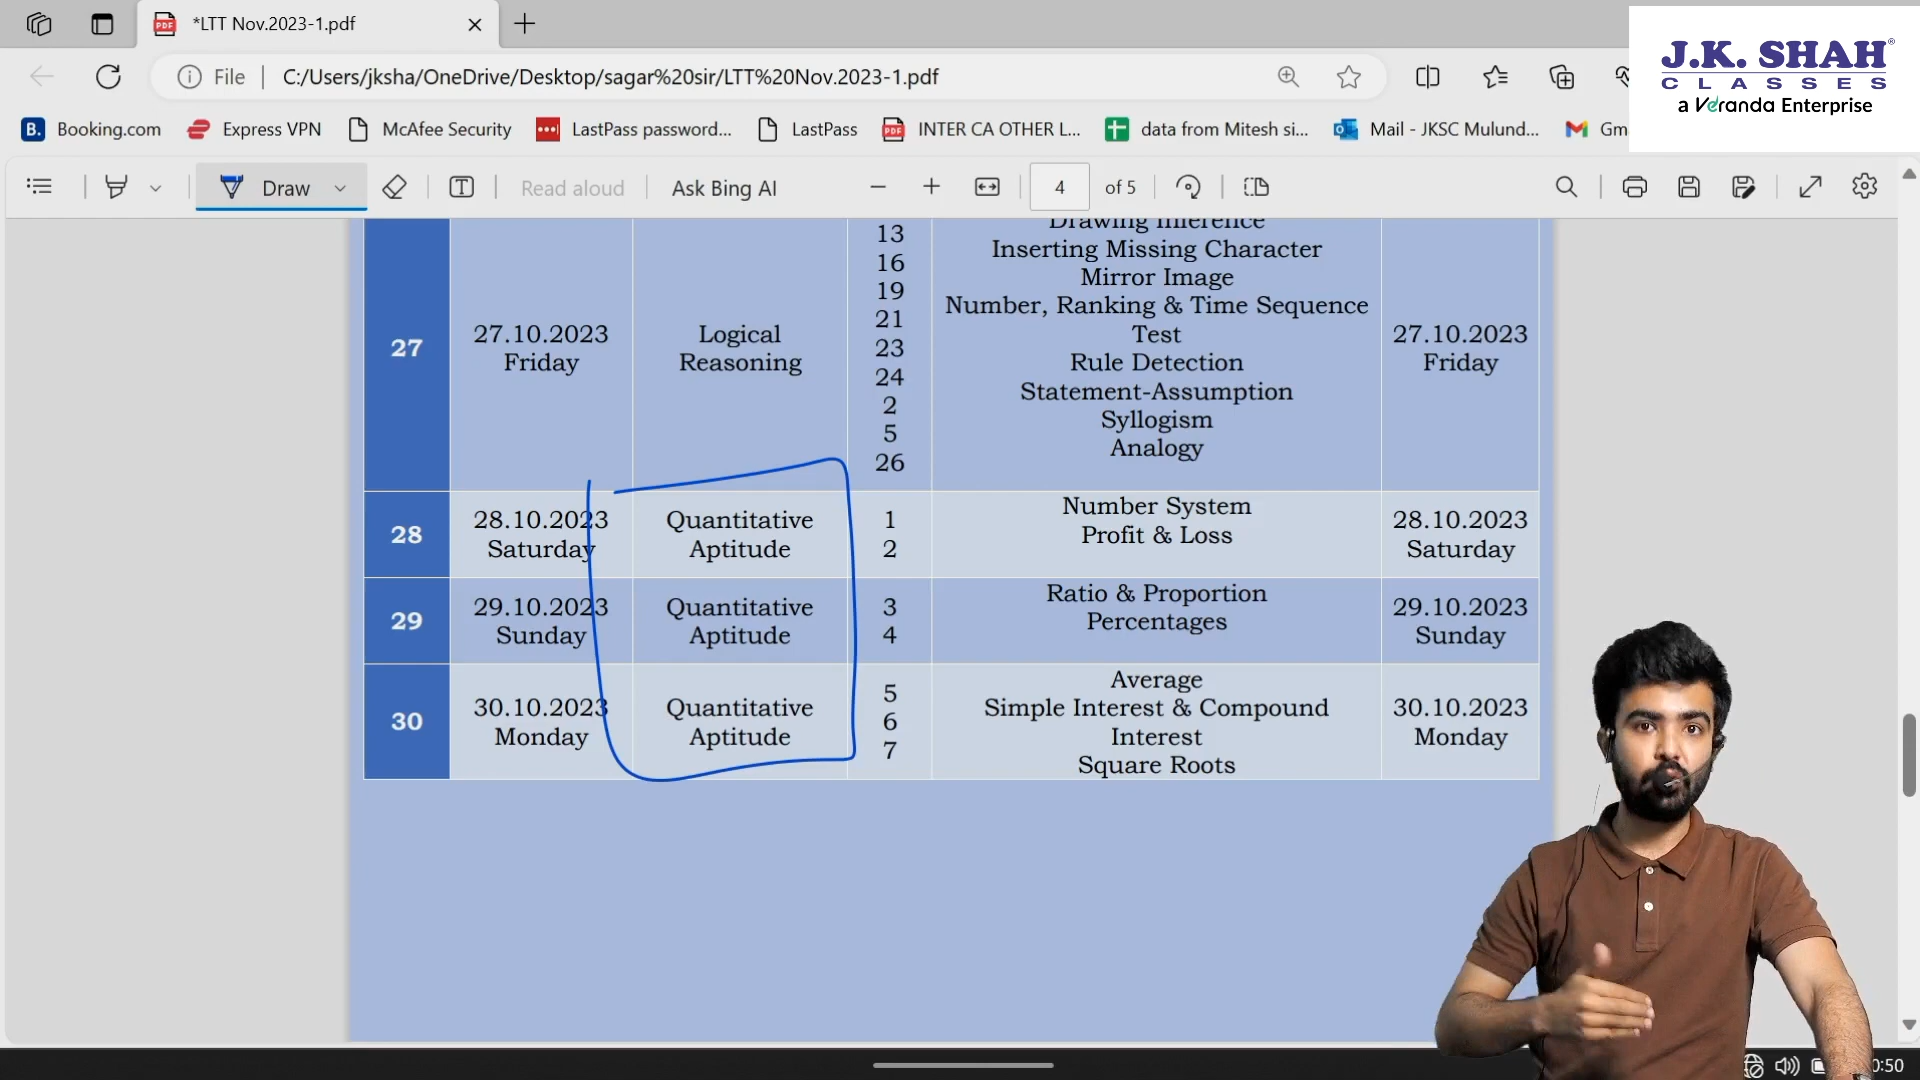 *LTT Nov.2023-1.pdf
File
C:/Users/jksha/OneDrive/Desktop/sagar%20sir/LTT%20Nov.2023-1.pdf
J.K. SHAH®
CLASSES
a Veranda Enterprise
B. Booking.com
Express VPN
McAfee Security
LastPass password...
LastPass
INTER CA OTHER L...
data from Mitesh si...
Mail - JKSC Mulund...
Draw
Read aloud
Ask Bing AI
4
of 5
27
27.10.2023
Friday
Logical
Reasoning
13
16
19
21
23
24
2
5
26
Drawing Inference
Inserting Missing Character
Mirror Image
Number, Ranking & Time Sequence
Test
Rule Detection
Statement-Assumption
Syllogism
Analogy
27.10.2023
Friday
28
28.10.2023
Saturday
Quantitative
Aptitude
1
2
Number System
Profit & Loss
28.10.2023
Saturday
29
29.10.2023
Sunday
Quantitative
Aptitude
3
4
Ratio & Proportion
Percentages
29.10.2023
Sunday
30
30.10.2023
Monday
Quantitative
Aptitude
5
6
7
Average
Simple Interest & Compound
Interest
Square Roots
30.10.2023
Monday